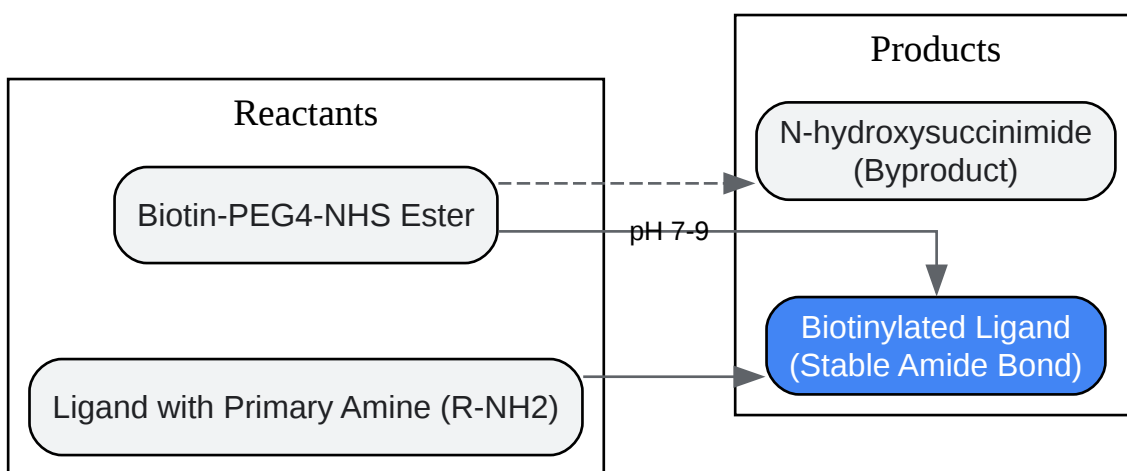 Reactants
Biotin-PEG4-NHS Ester
Ligand with Primary Amine (R-NH2)
pH 7-9
Products
N-hydroxysuccinimide
(Byproduct)
Biotinylated Ligand
(Stable Amide Bond)